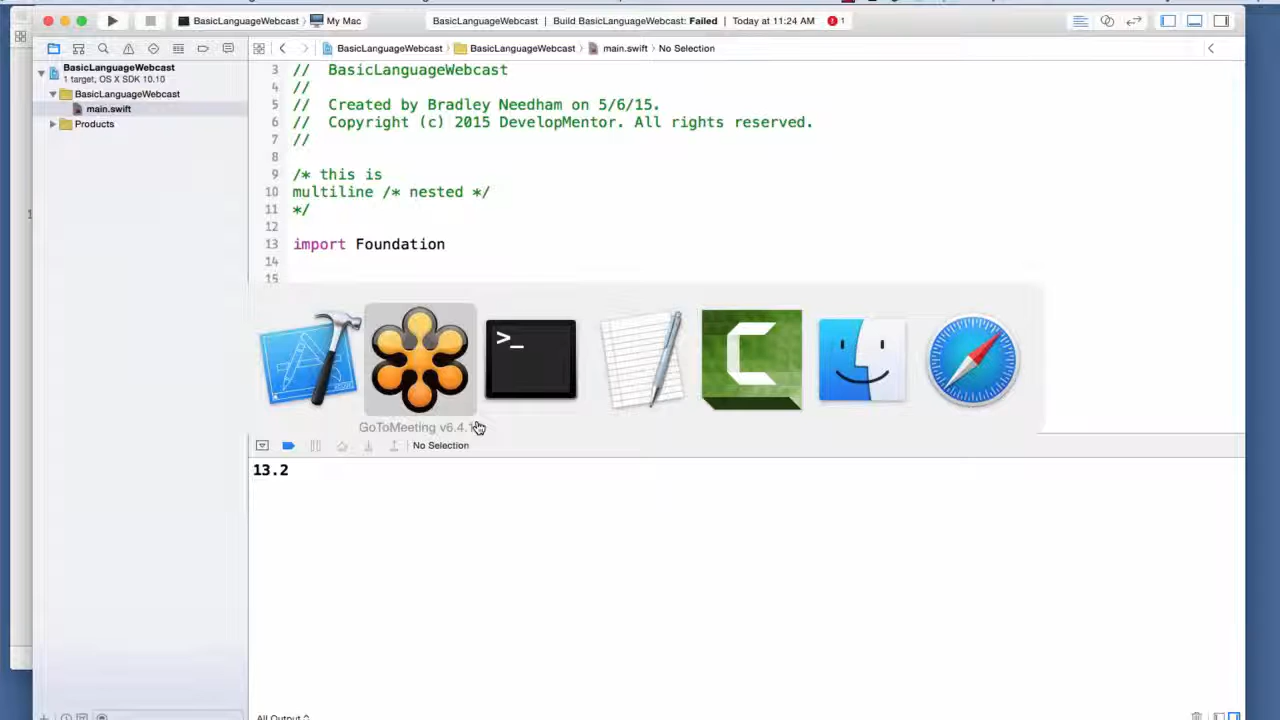 BasicLanguageWebcast My Mac BasicLanguageWebcast Build BasicLanguageWebcast: Failed Today at 11:24 AM 1
BasicLanguageWebcast BasicLanguageWebcast main.swift No Selection
BasicLanguageWebcast
1 target, OS X SDK 10.10
BasicLanguageWebcast
main.swift
Products
3 // BasicLanguageWebcast
4 //
5 // Created by Bradley Needham on 5/6/15.
6 // Copyright (c) 2015 DevelopMentor. All rights reserved.
7 //
8
9 /* this is
10 multiline /* nested */
11 */
12
13 import Foundation
14
15
>_
GoToMeeting v6.4.
No Selection
13.2
All Output